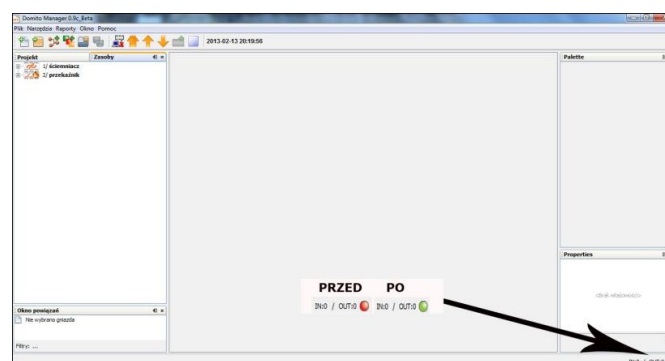 Domito Manager 0.9c_Beta
Plik Narzędzia Raporty Okno Pomoc
2013-02-13 20:19:56
Projekt Zasoby
1/ ściemniacz
2/ przekaźnik
Palette
Properties
PRZED PO
IN:0 / OUT:0 IN:0 / OUT:0
Okno powiązań
Nie wybrano gniazda
Filtry: ...